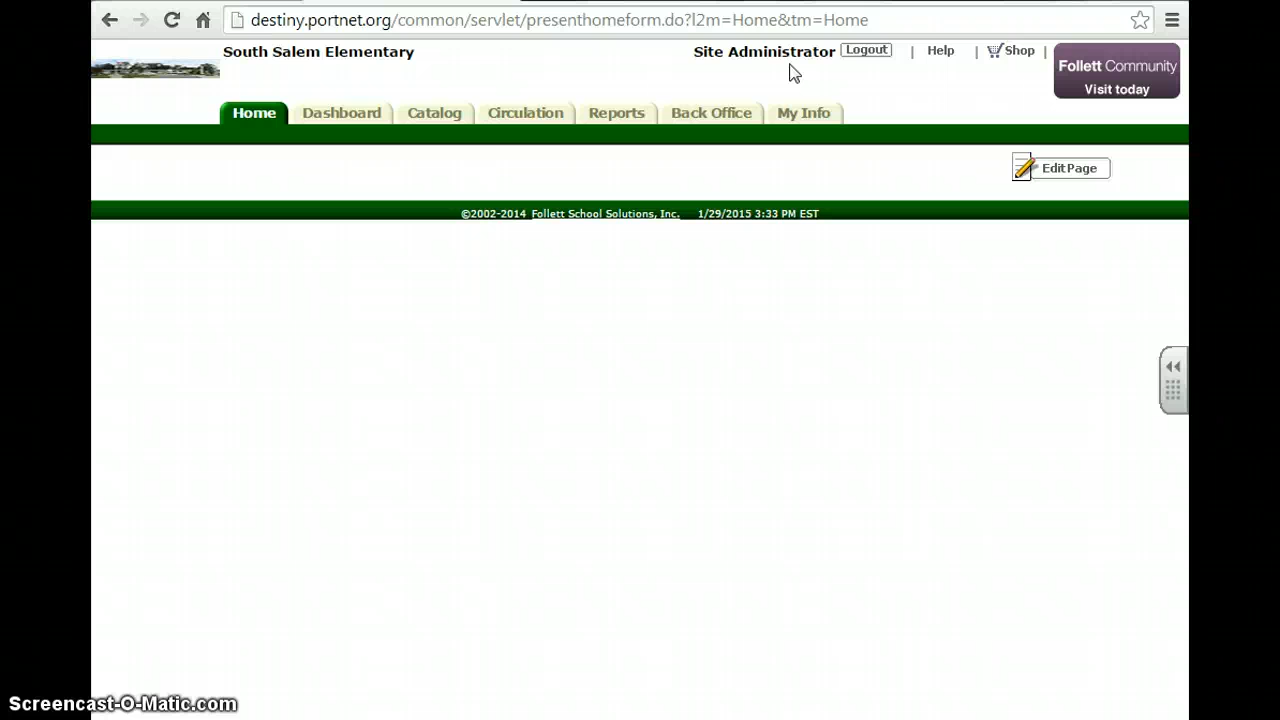 destiny.portnet.org/common/servlet/presenthomeform.do?l2m=Home&tm=Home
South Salem Elementary
Site Administrator Logout | Help | Shop |
Follett Community
Visit today
Home Dashboard Catalog Circulation Reports Back Office My Info
Edit Page
©2002-2014 Follett School Solutions, Inc. 1/29/2015 3:33 PM EST
Screencast-O-Matic.com